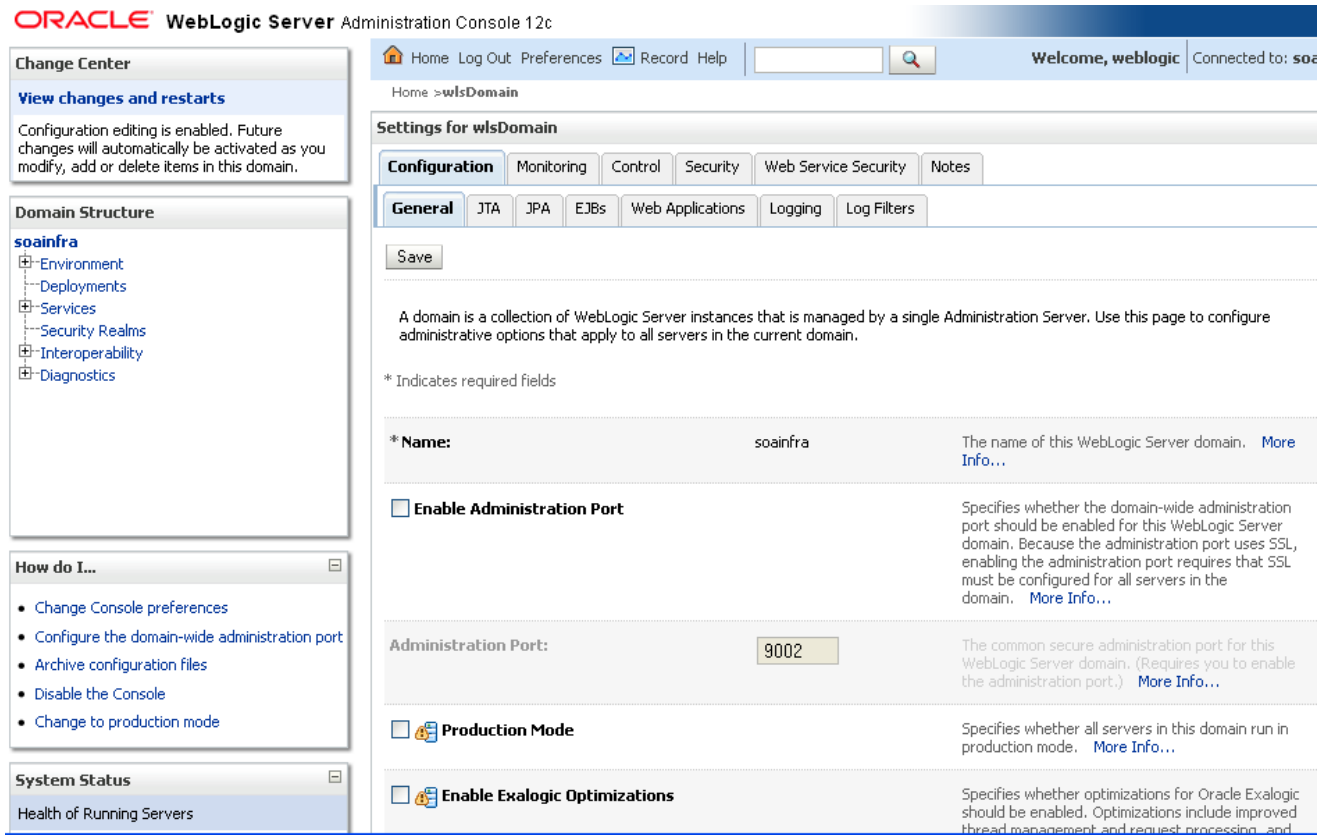 ORACLE WebLogic Server Administration Console 12c
Change Center
View changes and restarts
Configuration editing is enabled. Future
changes will automatically be activated as you
modify, add or delete items in this domain.
Domain Structure
soainfra
Environment
Deployments
Services
Security Realms
Interoperability
Diagnostics
How do I...
Change Console preferences
Configure the domain-wide administration port
Archive configuration files
Disable the Console
Change to production mode
System Status
Health of Running Servers
Home Log Out Preferences Record Help
Welcome, weblogic Connected to: soa
Home >wlsDomain
Settings for wlsDomain
Configuration Monitoring Control Security Web Service Security Notes
General JTA JPA EJBs Web Applications Logging Log Filters
Save
A domain is a collection of WebLogic Server instances that is managed by a single Administration Server. Use this page to configure
administrative options that apply to all servers in the current domain.
* Indicates required fields
* Name: soainfra
The name of this WebLogic Server domain. More
Info...
Enable Administration Port
Specifies whether the domain-wide administration
port should be enabled for this WebLogic Server
domain. Because the administration port uses SSL,
enabling the administration port requires that SSL
must be configured for all servers in the
domain. More Info...
Administration Port: 9002
The common secure administration port for this
WebLogic Server domain. (Requires you to enable
the administration port.) More Info...
Production Mode
Specifies whether all servers in this domain run in
production mode. More Info...
Enable Exalogic Optimizations
Specifies whether optimizations for Oracle Exalogic
should be enabled. Optimizations include improved
thread management and request processing, and